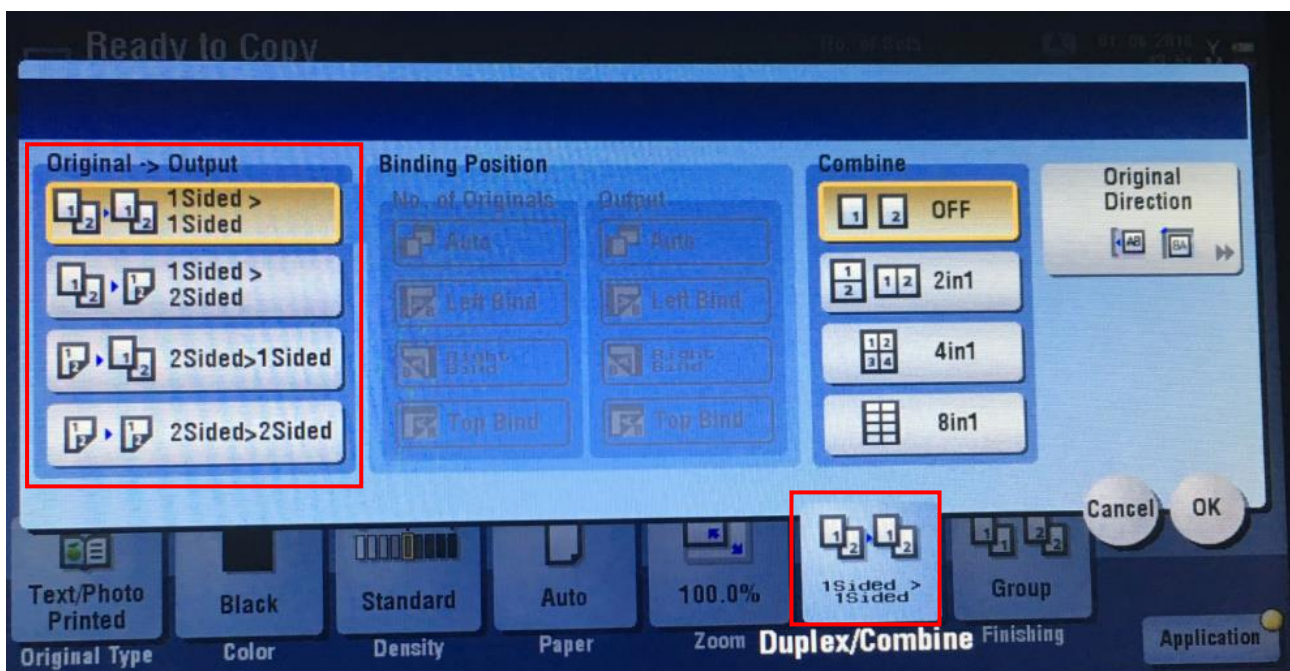 Ready to Copy
No. of Sets
Original -> Output
1Sided >
1Sided
1Sided >
2Sided
2Sided>1Sided
2Sided>2Sided
Binding Position
No. of Originals
Output
Auto
Auto
Left Bind
Left Bind
Right
Bind
Right
Bind
Top Bind
Top Bind
Combine
OFF
2in1
4in1
8in1
Original
Direction
Cancel
OK
Text/Photo
Printed
Original Type
Black
Color
Standard
Density
Auto
Paper
100.0%
Zoom
1Sided >
1Sided
Duplex/Combine
Group
Finishing
Application